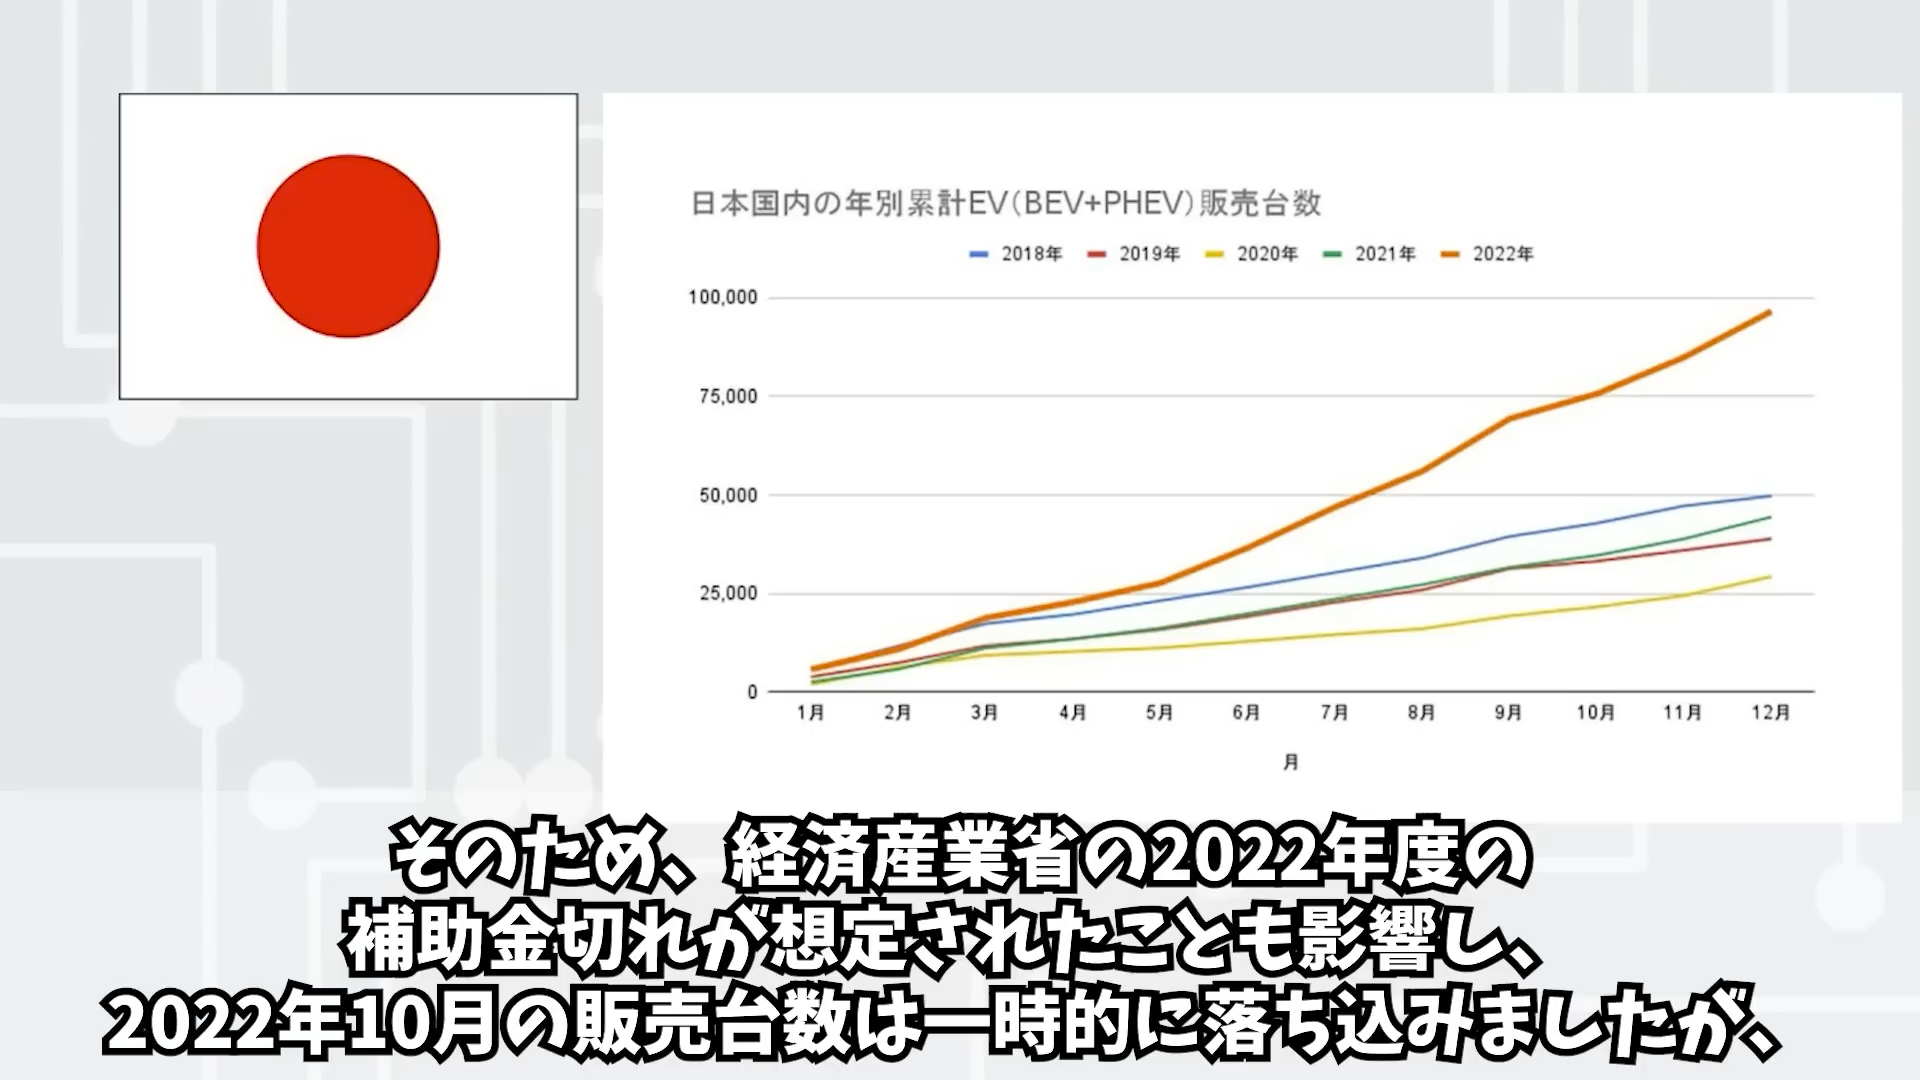 日本国内の年別累計EV（BEV+PHEV）販売台数
2018年 2019年 2020年 2021年 2022年
100,000
75,000
50,000
25,000
0
1月 2月 3月 4月 5月 6月 7月 8月 9月 10月 11月 12月
月
そのため、経済産業省の2022年度の
補助金切れが想定されたことも影響し、
2022年10月の販売台数は一時的に落ち込みましたが、